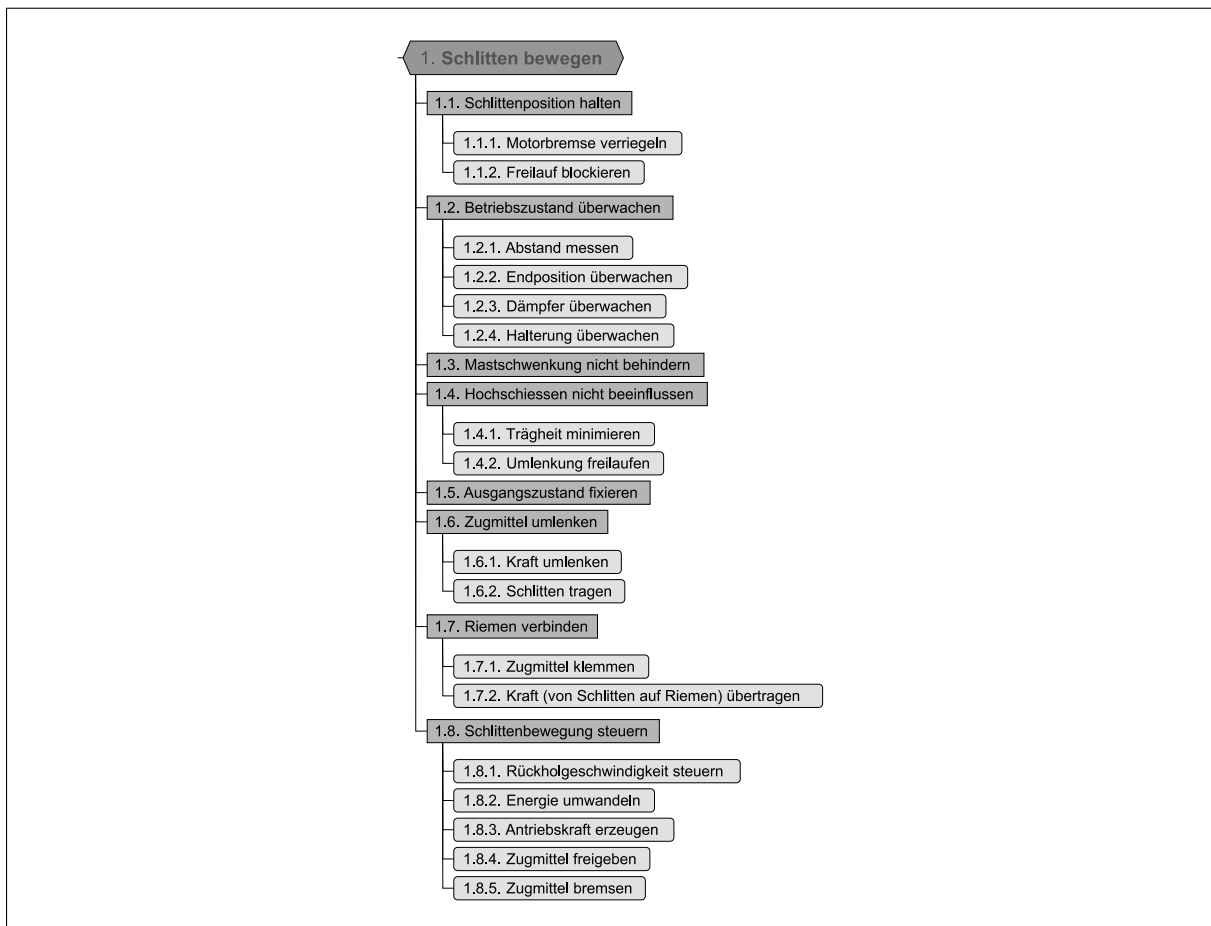 1. Schlitten bewegen
1.1. Schlittenposition halten
1.1.1. Motorbremse verriegeln
1.1.2. Freilauf blockieren
1.2. Betriebszustand überwachen
1.2.1. Abstand messen
1.2.2. Endposition überwachen
1.2.3. Dämpfer überwachen
1.2.4. Halterung überwachen
1.3. Mastschwenkung nicht behindern
1.4. Hochschiessen nicht beeinflussen
1.4.1. Trägheit minimieren
1.4.2. Umlenkung freilaufen
1.5. Ausgangszustand fixieren
1.6. Zugmittel umlenken
1.6.1. Kraft umlenken
1.6.2. Schlitten tragen
1.7. Riemen verbinden
1.7.1. Zugmittel klemmen
1.7.2. Kraft (von Schlitten auf Riemen) übertragen
1.8. Schlittenbewegung steuern
1.8.1. Rückholgeschwindigkeit steuern
1.8.2. Energie umwandeln
1.8.3. Antriebskraft erzeugen
1.8.4. Zugmittel freigeben
1.8.5. Zugmittel bremsen